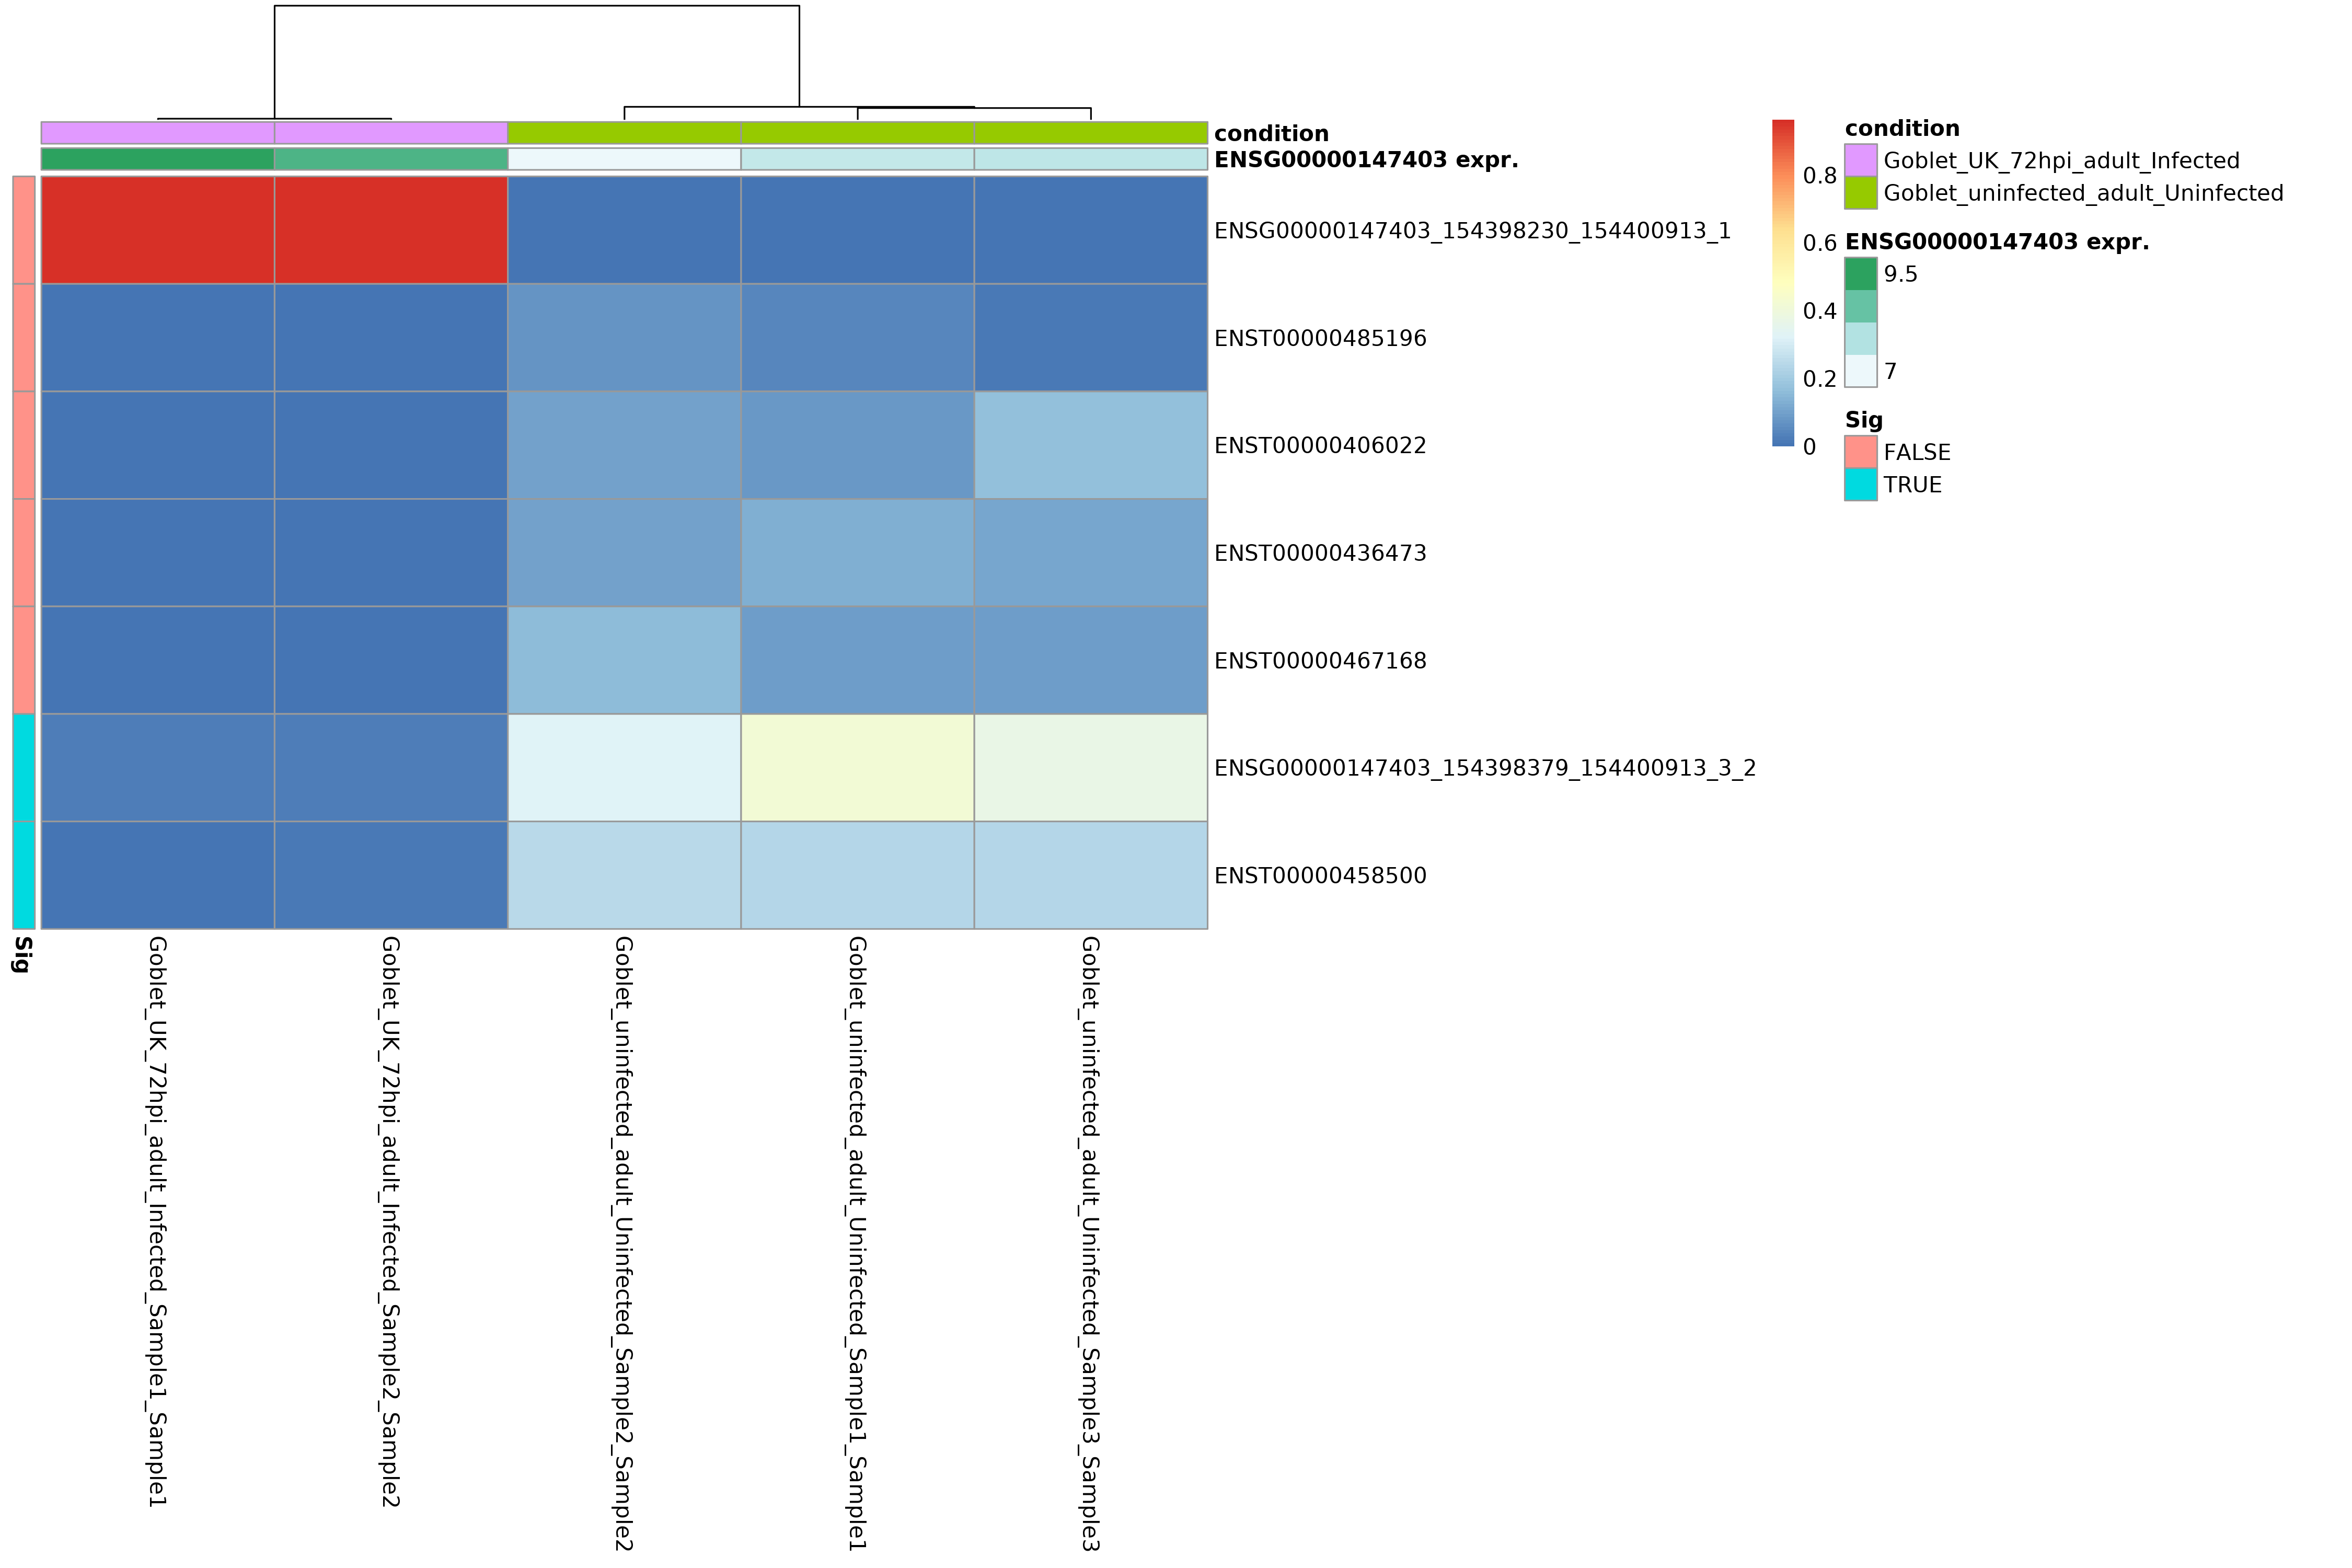 condition
ENSG00000147403 expr.
ENSG00000147403_154398230_154400913_1
ENST00000485196
ENST00000406022
ENST00000436473
ENST00000467168
ENSG00000147403_154398379_154400913_3_2
ENST00000458500
Sig
Goblet_UK_72hpi_adult_Infected_Sample1_Sample1
Goblet_UK_72hpi_adult_Infected_Sample2_Sample2
Goblet_uninfected_adult_Uninfected_Sample2_Sample2
Goblet_uninfected_adult_Uninfected_Sample1_Sample1
Goblet_uninfected_adult_Uninfected_Sample3_Sample3
0.8
0.6
0.4
0.2
0
condition
Goblet_UK_72hpi_adult_Infected
Goblet_uninfected_adult_Uninfected
ENSG00000147403 expr.
9.5
7
Sig
FALSE
TRUE